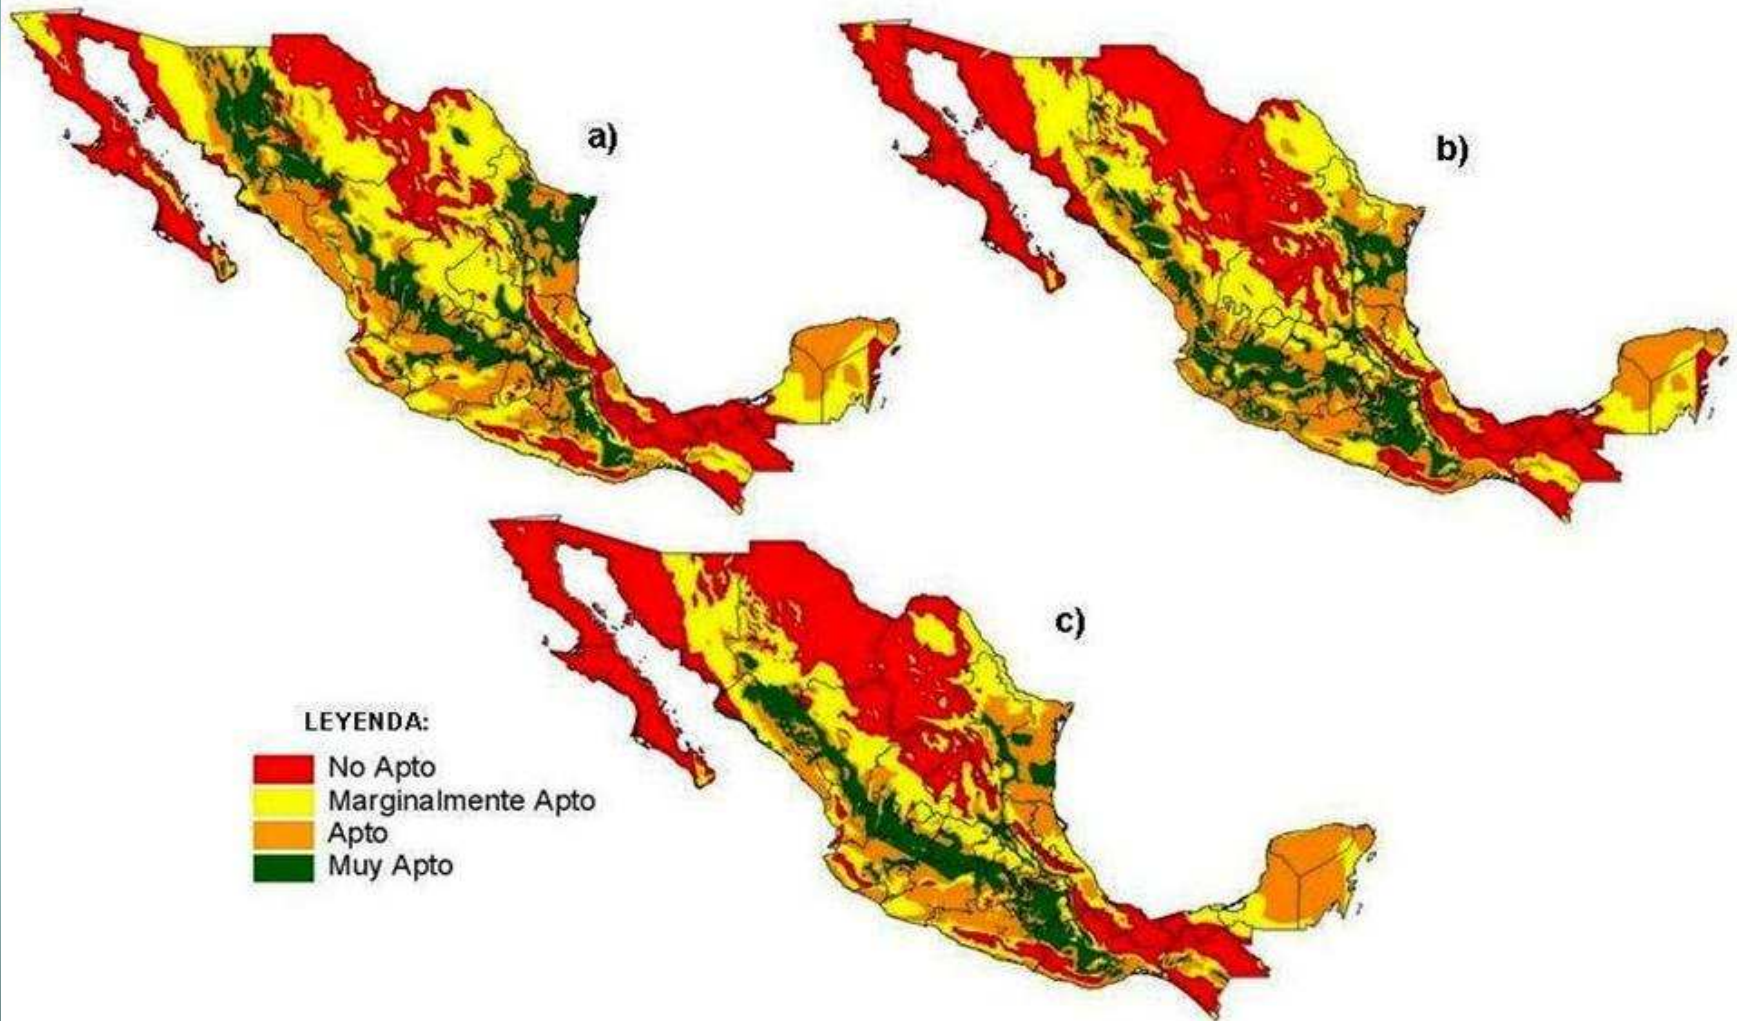 a)
b)
c)
LEYENDA:
No Apto
Marginalmente Apto
Apto
Muy Apto